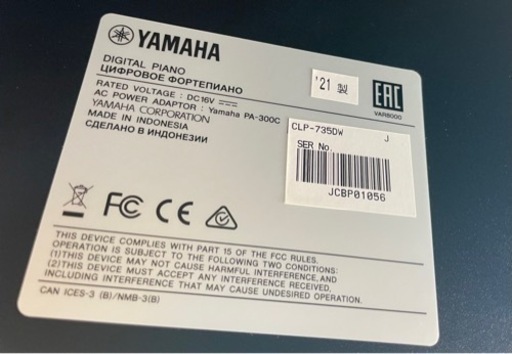 YAMAHA
DIGITAL PIANO
ЦИФРОВОЕ ФОРТЕПИАНО
RATED VOLTAGE : DC16V
AC POWER ADAPTOR : Yamaha PA-300C
YAMAHA CORPORATION
MADE IN INDONESIA
СДЕЛАНО В ИНДОНЕЗИИ
'21 製
EAC
VAR8000
CLP-735DW J
SER No.
JCBP01056
FC CE
THIS DEVICE COMPLIES WITH PART 15 OF THE FCC RULES.
OPERATION IS SUBJECT TO THE FOLLOWING TWO CONDITIONS:
(1)THIS DEVICE MAY NOT CAUSE HARMFUL INTERFERENCE,AND
(2)THIS DEVICE MUST ACCEPT ANY INTERFERENCE RECEIVED,
INCLUDING INTERFERENCE THAT MAY CAUSE UNDESIRED OPERATION.
CAN ICES-3 (B)/NMB-3(B)